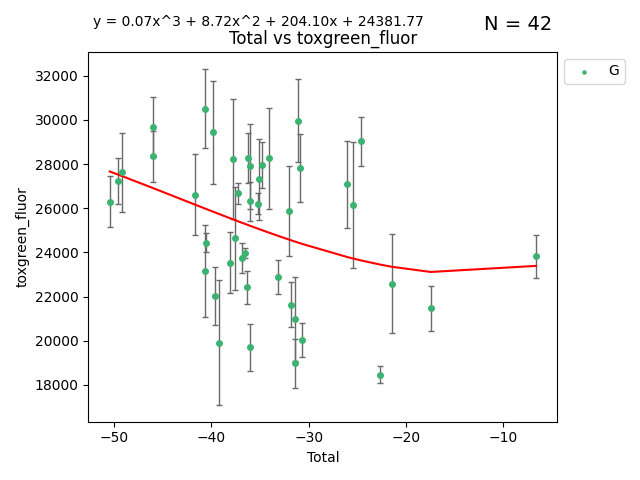 y = 0.07x^3 + 8.72x^2 + 204.10x + 24381.77
N = 42
Total vs toxgreen_fluor
G
32000
30000
28000
26000
24000
22000
20000
18000
toxgreen_fluor
−50
−40
−30
−20
−10
Total